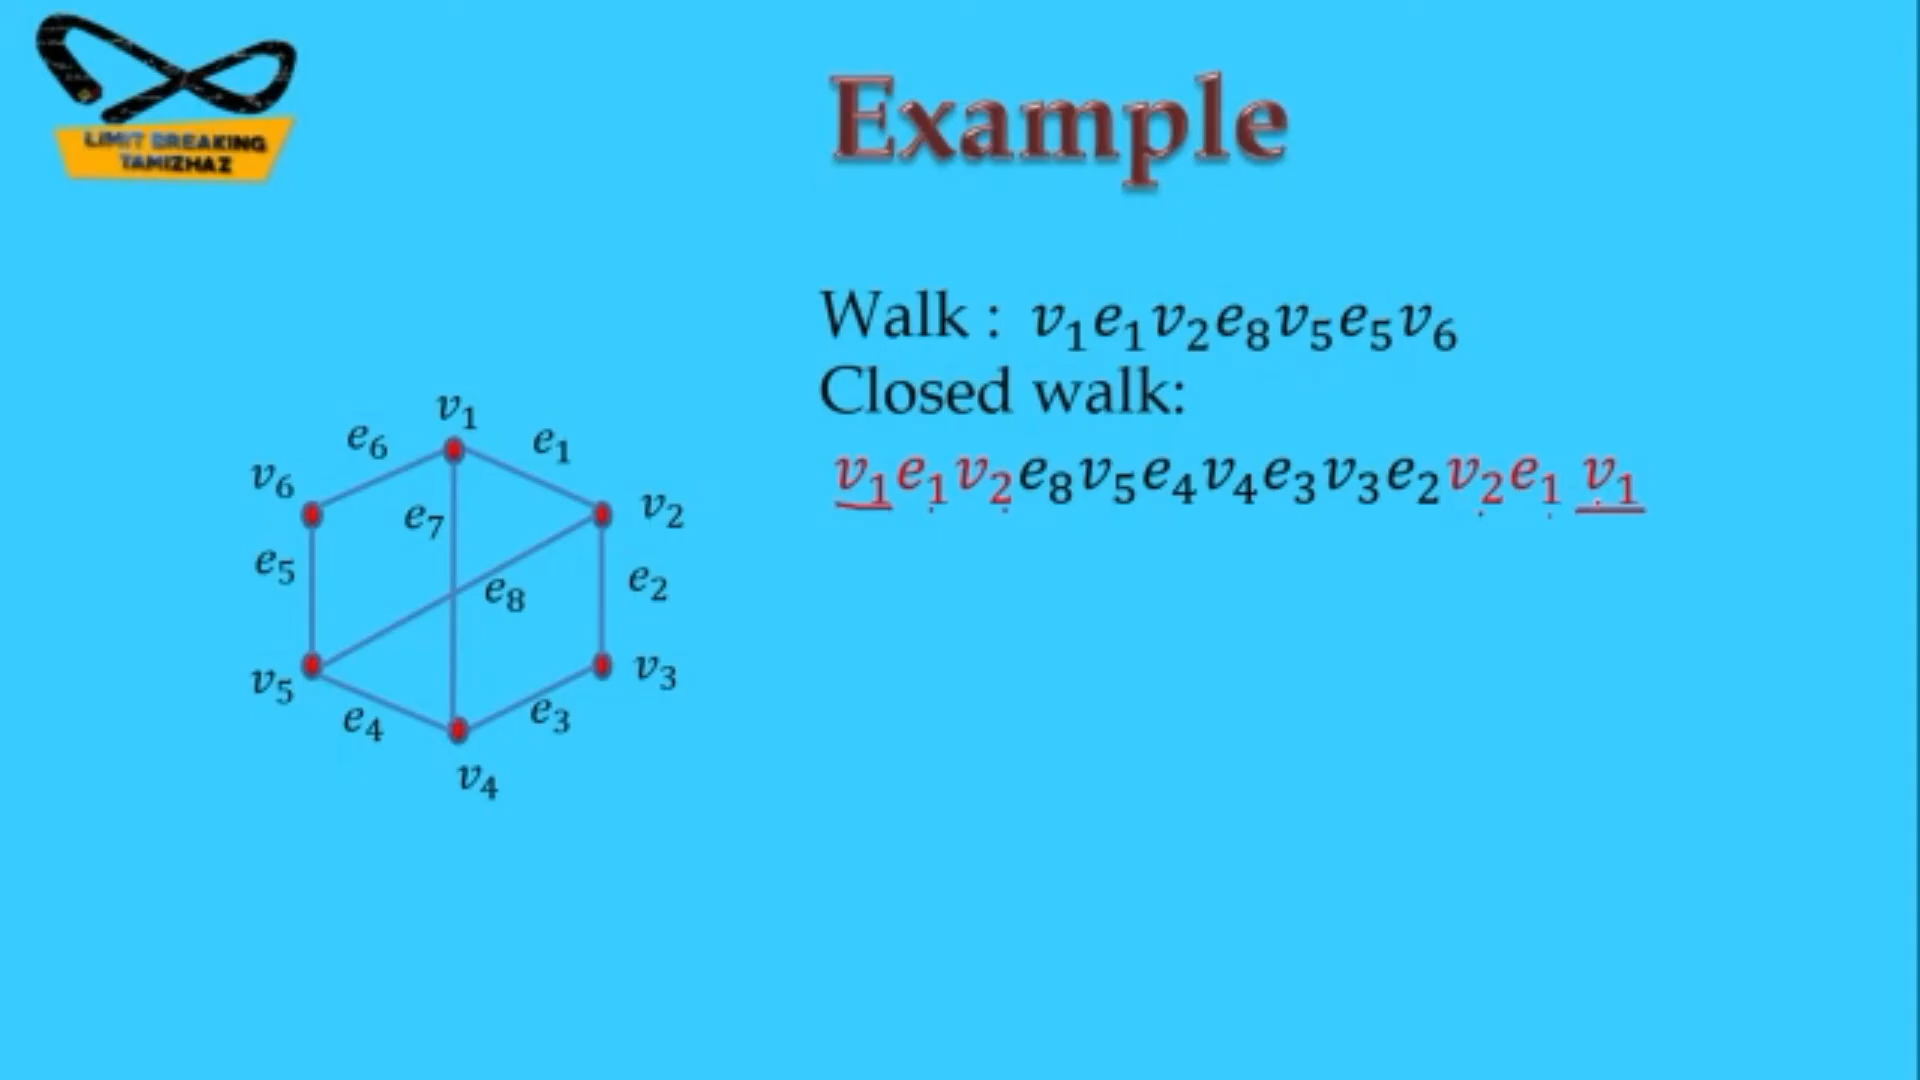 LIMIT BREAKING
TAMIZHAZ
Example
Walk : v₁e₁v₂e₈v₅e₅v₆
Closed walk:
v₁e₁v₂e₈v₅e₄v₄e₃v₃e₂v₂e₁ v₁
v₁
e₆
e₁
v₆
e₇
v₂
e₅
e₈
e₂
v₅
v₃
e₄
e₃
v₄